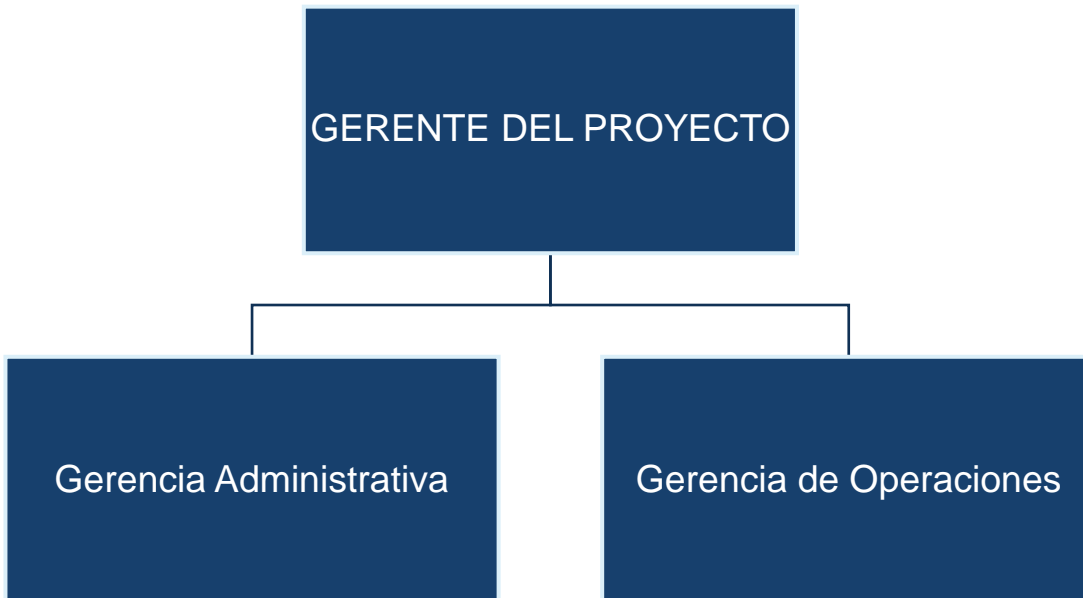 GERENTE DEL PROYECTO
Gerencia Administrativa
Gerencia de Operaciones